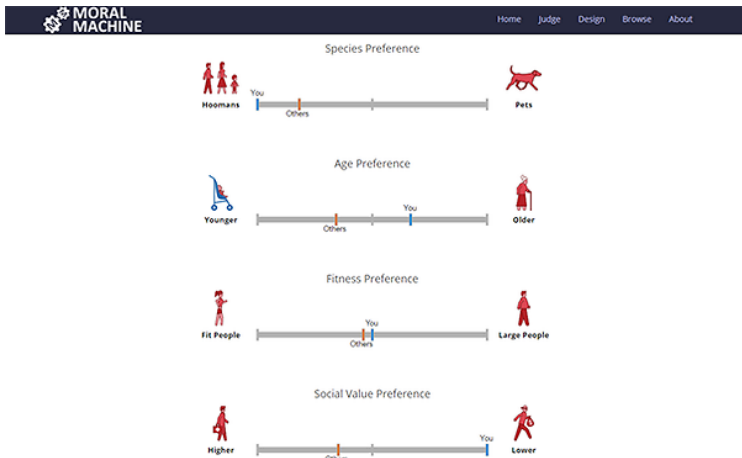 MORAL
MACHINE
Home Judge Design Browse About
Species Preference
You
Hoomans Pets
Others
Age Preference
You
Younger Older
Others
Fitness Preference
You
Fit People Large People
Others
Social Value Preference
You
Higher Lower
Others